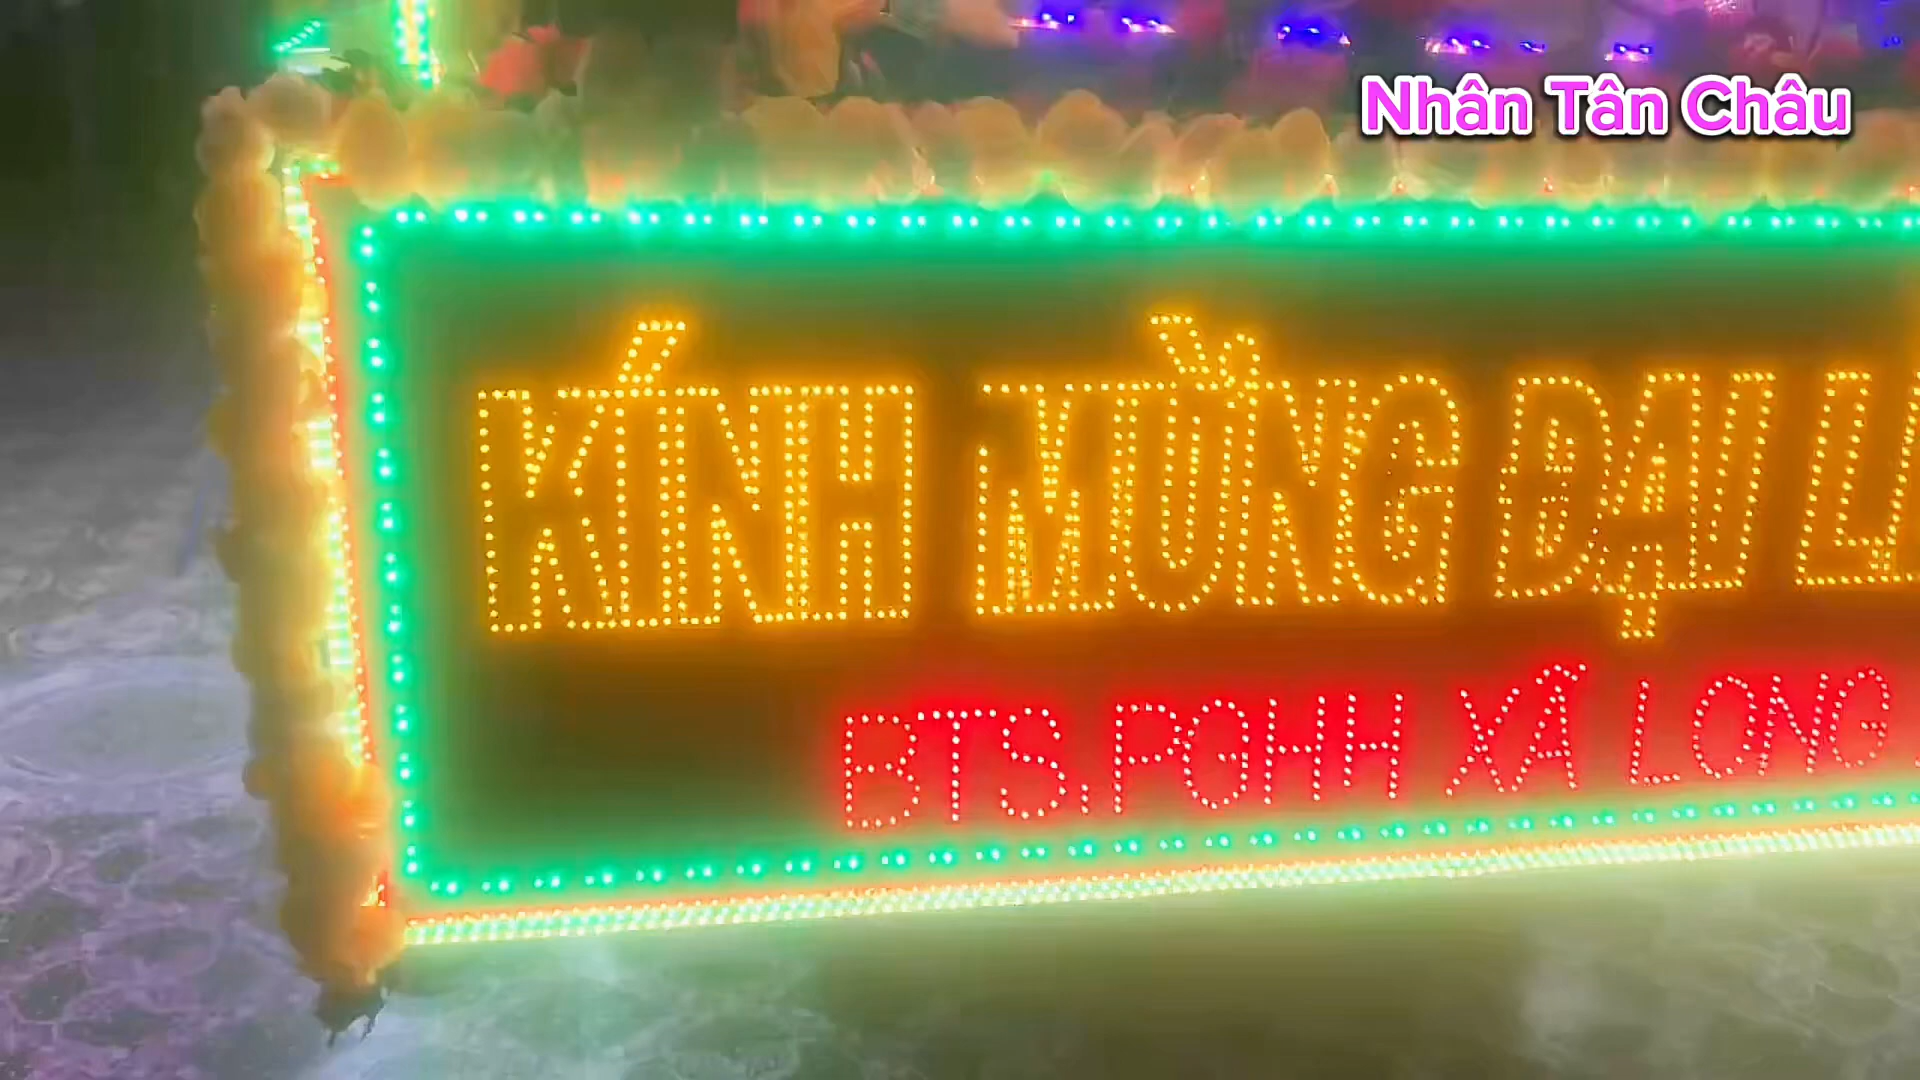 Nhân Tân Châu
KÍNH MỪNG ĐẠI
BTS.PGHH XÃ LONG